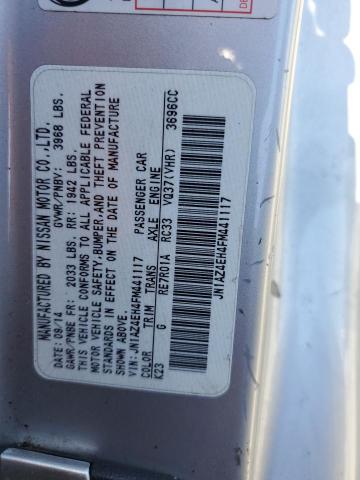 MANUFACTURED BY NISSAN MOTOR CO.,LTD.
DATE: 09/14 GVWR/PNBV: 3968 LBS.
GAWR/PNBE FR: 2033 LBS. RR: 1942 LBS.
THIS VEHICLE CONFORMS TO ALL APPLICABLE FEDERAL
MOTOR VEHICLE SAFETY,BUMPER,AND THEFT PREVENTION
STANDARDS IN EFFECT ON THE DATE OF MANUFACTURE
SHOWN ABOVE.
VIN: JN1AZ4EH4FM441117 PASSENGER CAR
COLOR TRIM TRANS AXLE ENGINE
K23 G RE7R01A RC33 VQ37(VHR) 3696CC
JN1AZ4EH4FM441117